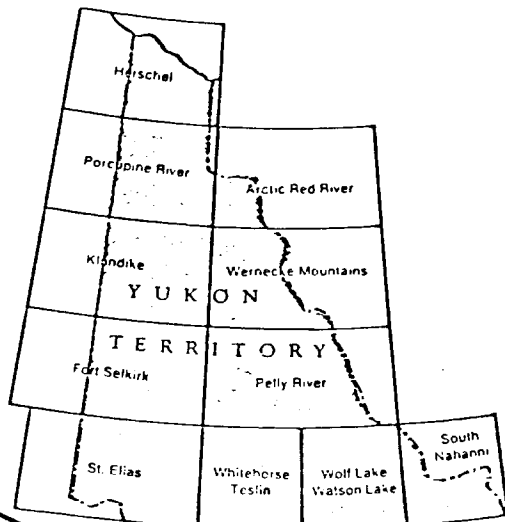 Herschel
Porcupine River
Arctic Red River
Klondike
Wernecke Mountains
YUKON
TERRITORY
Fort Selkirk
Pelly River
South
Nahanni
St. Elias
Whitehorse
Teslin
Wolf Lake
Watson Lake